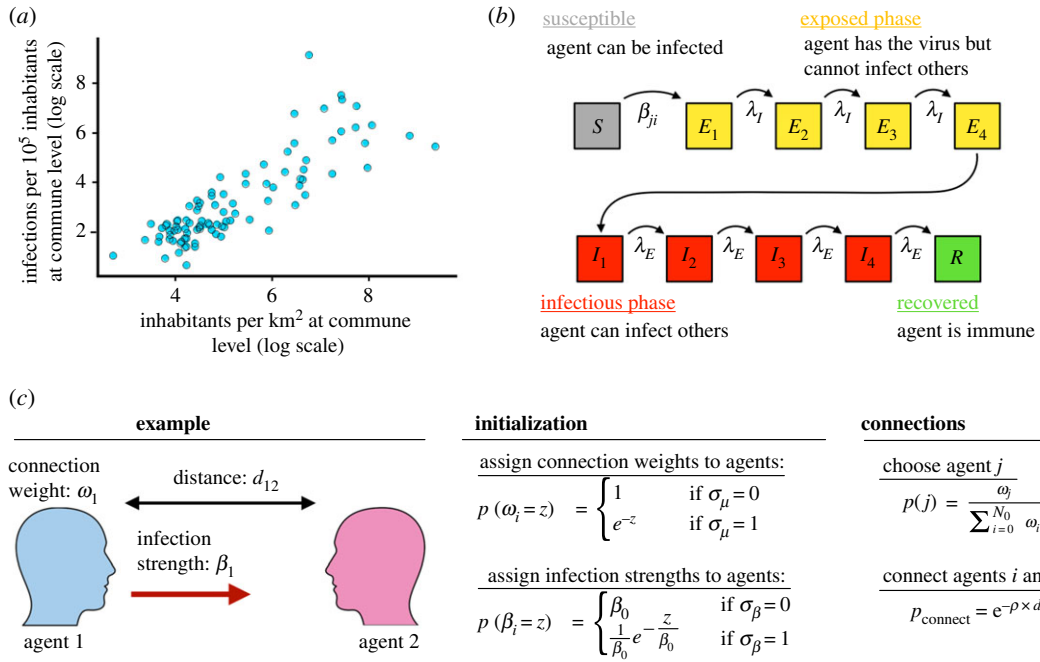 (a)
infections per 10^5 inhabitants
at commune level (log scale)
8
6
4
2
4
6
8
inhabitants per km^2 at commune
level (log scale)
(b)
susceptible
agent can be infected
exposed phase
agent has the virus but
cannot infect others
S
β_ji
E_1
λ_I
E_2
λ_I
E_3
λ_I
E_4
I_1
λ_E
I_2
λ_E
I_3
λ_E
I_4
λ_E
R
infectious phase
agent can infect others
recovered
agent is immune
(c)
example
connection
weight: ω_1
distance: d_12
infection
strength: β_1
agent 1
agent 2
initialization
assign connection weights to agents:
p (ω_i = z) = { 1 if σ_μ = 0
e^-z if σ_μ = 1
assign infection strengths to agents:
p (β_i = z) = { β_0 if σ_β = 0
1/β_0 e^-z/β_0 if σ_β = 1
connections
choose agent j
p(j) = ω_j / ∑_{i=0}^{N_0} ω_i
connect agents i an
p_connect = e^-ρ × d